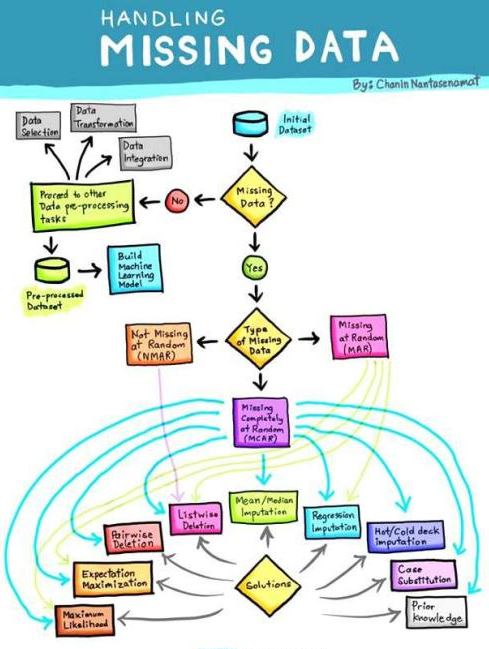 HANDLING
MISSING DATA
By: Chanin Nantasenamat
Data
Selection
Data
Transformation
Data
Integration
Initial
Dataset
Missing
Data?
No
Proceed to other
Data pre-processing
tasks
Yes
Pre-processed
Dataset
Build
Machine
Learning
Model
Not Missing
at Random
(NMAR)
Type
of Missing
Data
Missing
at Random
(MAR)
Missing
Completely
at Random
(MCAR)
Listwise
Deletion
Mean/Median
Imputation
Regression
Imputation
Pairwise
Deletion
Hot/Cold deck
imputation
Expectation
Maximization
Solutions
Case
Substitution
Maximum
Likelihood
Prior
Knowledge